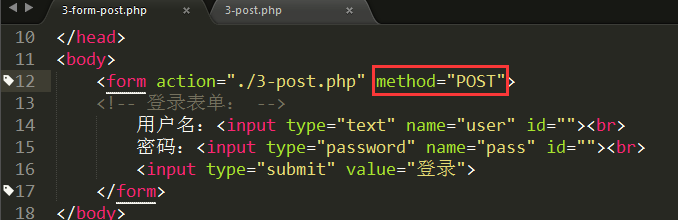 3-form-post.php × 3-post.php ×
10 </head>
11 <body>
12 <form action="./3-post.php" method="POST">
13 <!-- 登录表单： -->
14 用户名：<input type="text" name="user" id=""><br>
15 密码：<input type="password" name="pass" id=""><br>
16 <input type="submit" value="登录">
17 </form>
18 </body>